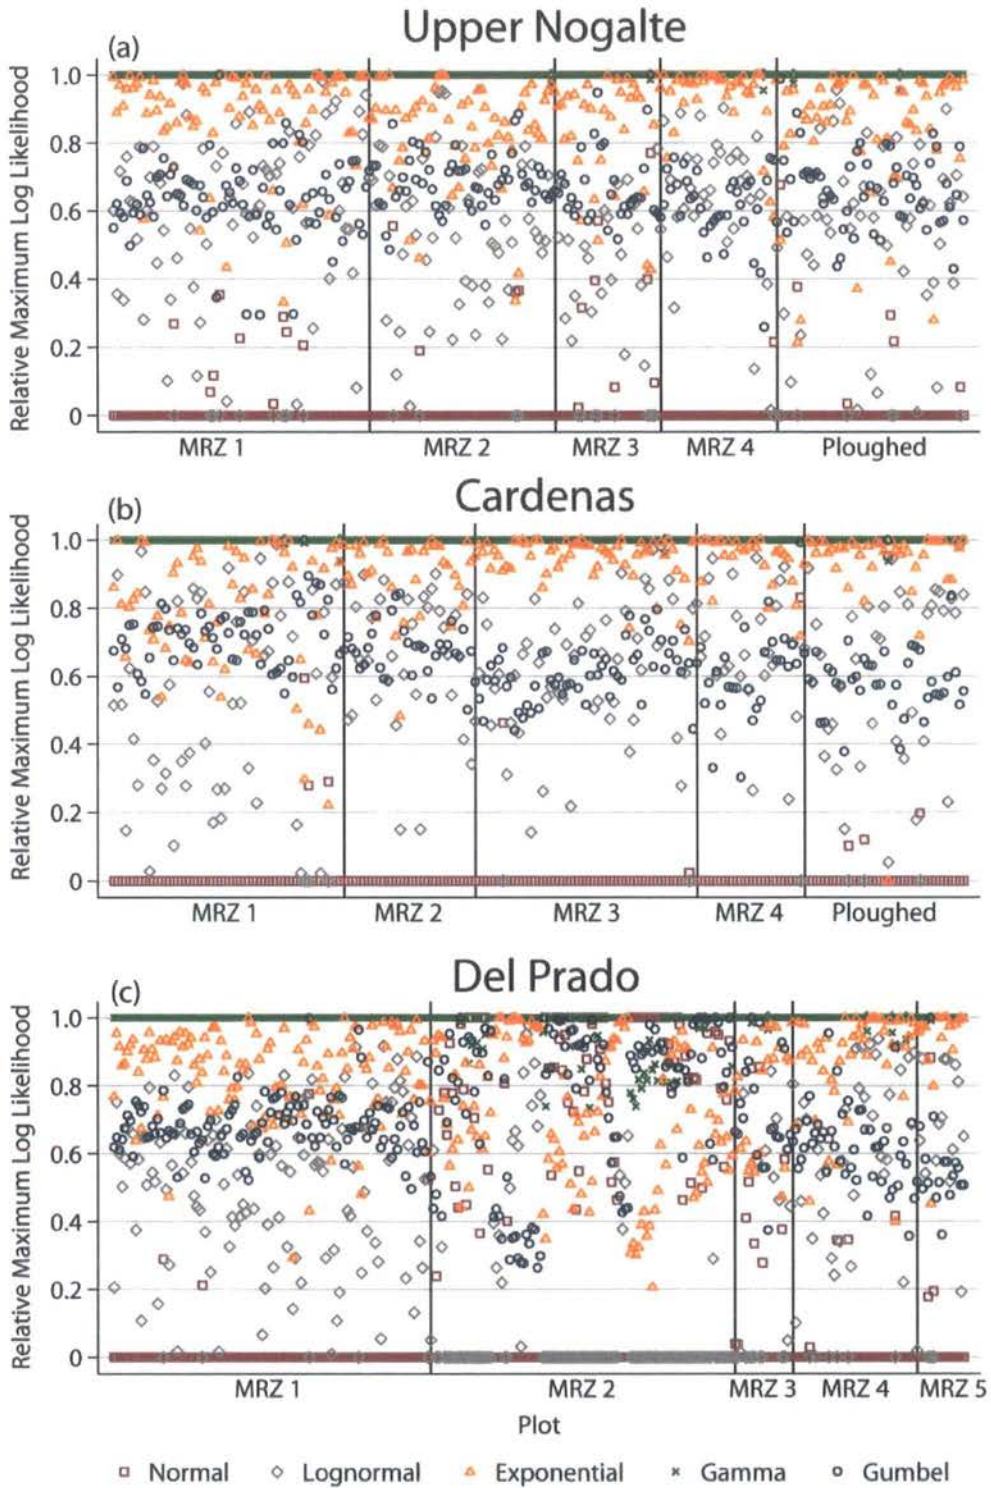 Upper Nogalte
(a)
Relative Maximum Log Likelihood
1.0
0.8
0.6
0.4
0.2
0
MRZ 1 MRZ 2 MRZ 3 MRZ 4 Ploughed
Cardenas
(b)
Relative Maximum Log Likelihood
1.0
0.8
0.6
0.4
0.2
0
MRZ 1 MRZ 2 MRZ 3 MRZ 4 Ploughed
Del Prado
(c)
Relative Maximum Log Likelihood
1.0
0.8
0.6
0.4
0.2
0
MRZ 1 MRZ 2 MRZ 3 MRZ 4 MRZ 5
Plot
Normal Lognormal Exponential Gamma Gumbel